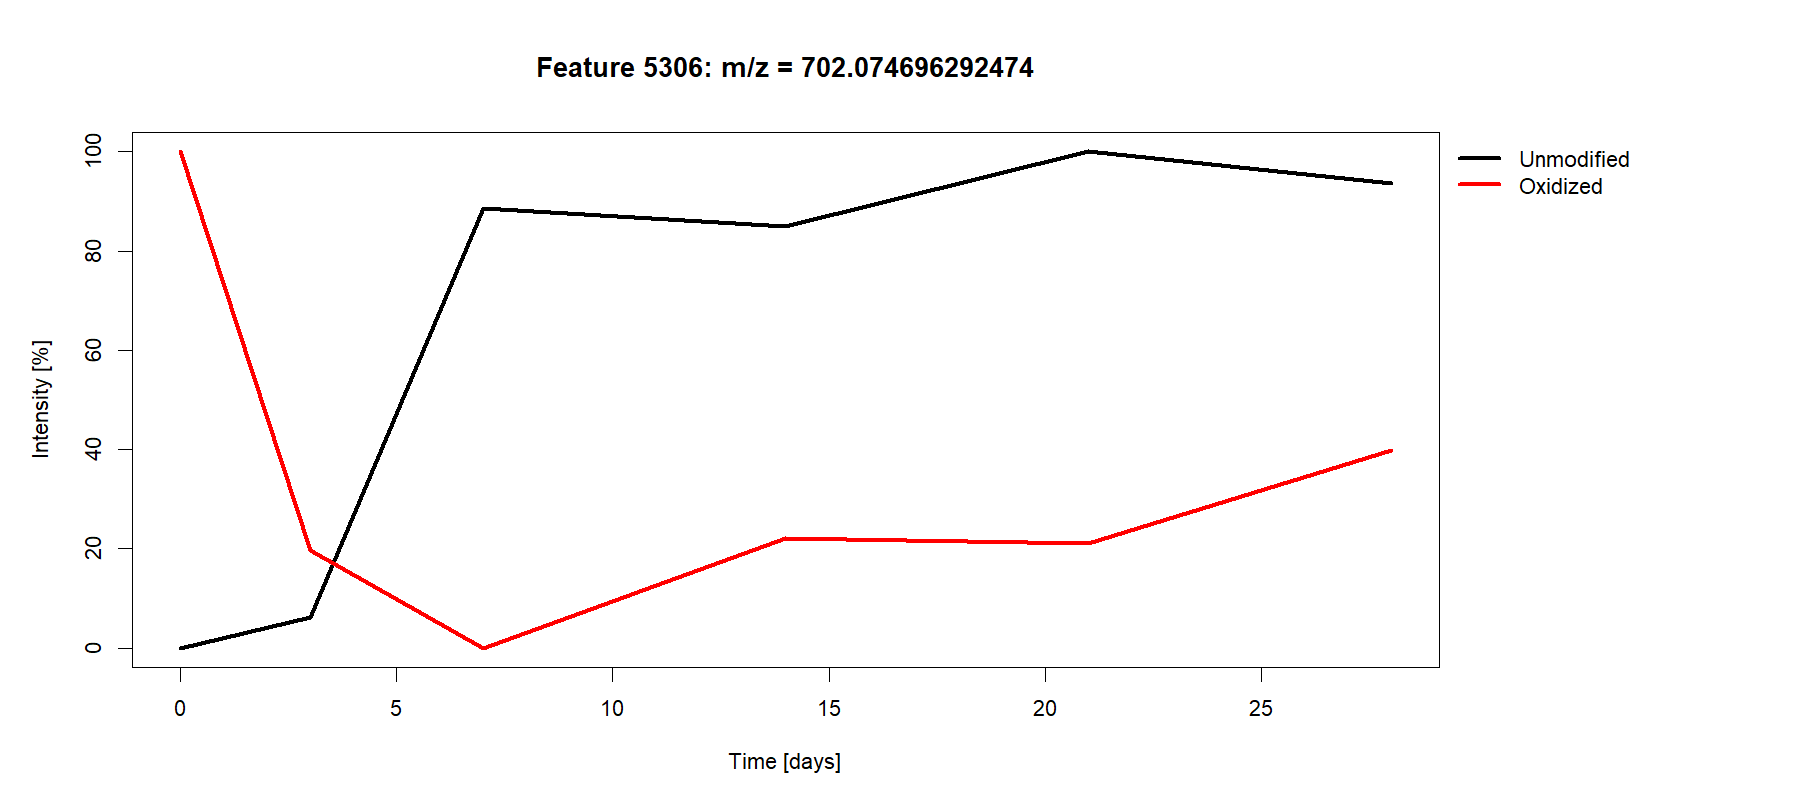 Feature 5306: m/z = 702.074696292474
Unmodified
Oxidized
Intensity [%]
100
80
60
40
20
0
0 5 10 15 20 25
Time [days]